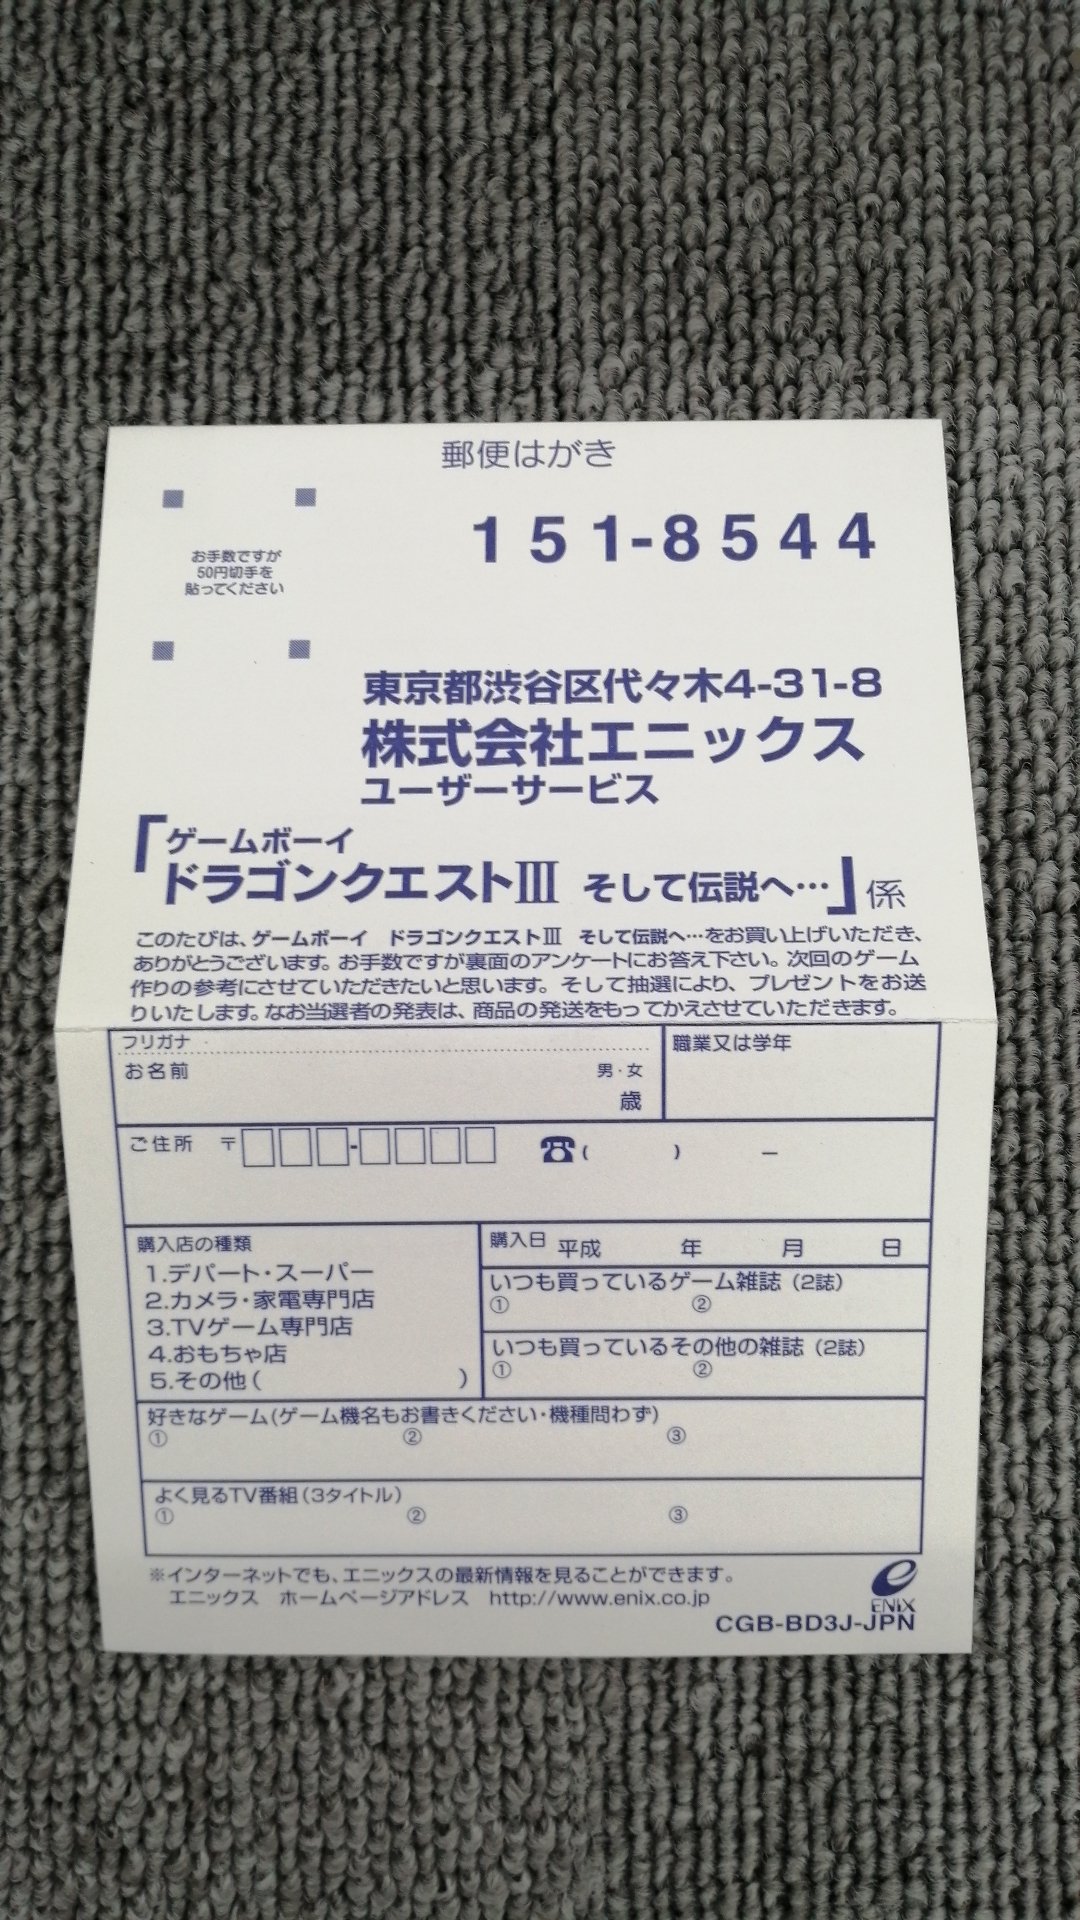 郵便はがき
お手数ですが
50円切手を
貼ってください
151-8544
東京都渋谷区代々木4-31-8
株式会社エニックス
ユーザーサービス
「ゲームボーイ
ドラゴンクエストⅢ そして伝説へ…」係
このたびは、ゲームボーイ ドラゴンクエストⅢ そして伝説へ…をお買い上げいただき、
ありがとうございます。お手数ですが裏面のアンケートにお答え下さい。次回のゲーム
作りの参考にさせていただきたいと思います。そして抽選により、プレゼントをお送
りいたします。なお当選者の発表は、商品の発送をもってかえさせていただきます。
フリガナ
お名前 男・女
歳
職業又は学年
ご住所 〒□□□-□□□□ ☎( ) －
購入店の種類
1.デパート・スーパー
2.カメラ・家電専門店
3.TVゲーム専門店
4.おもちゃ店
5.その他( )
購入日 平成 年 月 日
いつも買っているゲーム雑誌（2誌）
① ②
いつも買っているその他の雑誌（2誌）
① ②
好きなゲーム(ゲーム機名もお書きください・機種問わず)
① ② ③
よく見るTV番組（3タイトル）
① ② ③
※インターネットでも、エニックスの最新情報を見ることができます。
エニックス ホームページアドレス http://www.enix.co.jp
ENIX
CGB-BD3J-JPN